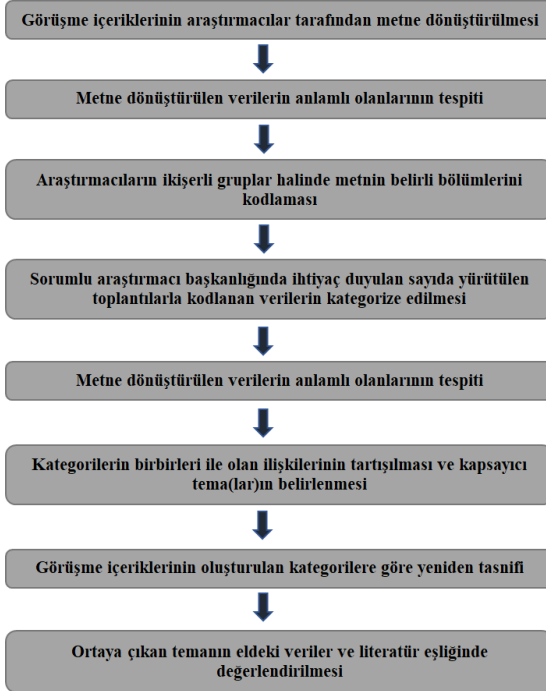 Görüşme içeriklerinin araştırmacılar tarafından metne dönüştürülmesi
Metne dönüştürülen verilerin anlamlı olanlarının tespiti
Araştırmacıların ikişerli gruplar halinde metnin belirli bölümlerini
kodlaması
Sorumlu araştırmacı başkanlığında ihtiyaç duyulan sayıda yürütülen
toplantılarla kodlanan verilerin kategorize edilmesi
Metne dönüştürülen verilerin anlamlı olanlarının tespiti
Kategorilerin birbirleri ile olan ilişkilerinin tartışılması ve kapsayıcı
tema(lar)ın belirlenmesi
Görüşme içeriklerinin oluşturulan kategorilere göre yeniden tasnifi
Ortaya çıkan temanın eldeki veriler ve literatür eşliğinde
değerlendirilmesi